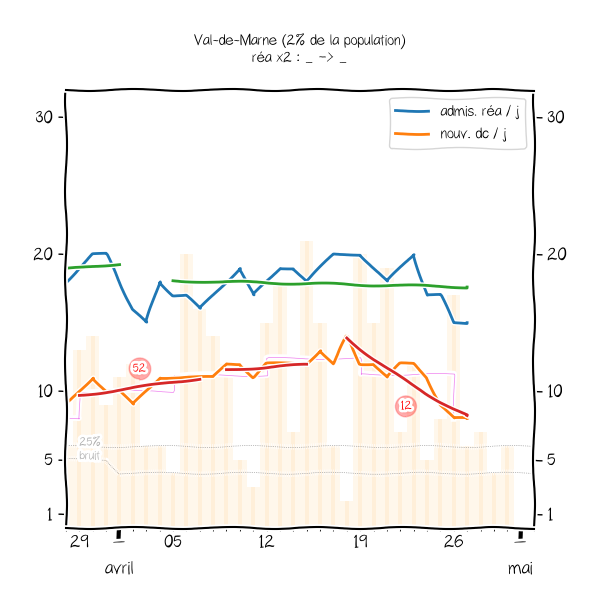 Val-de-Marne (2% de la population)
réa x2 : _ -> _
admis. réa / j
nouv. dc / j
30
30
20
20
52
10
12
10
25%
bruit
5
5
1
1
29
05
12
19
26
avril
mai